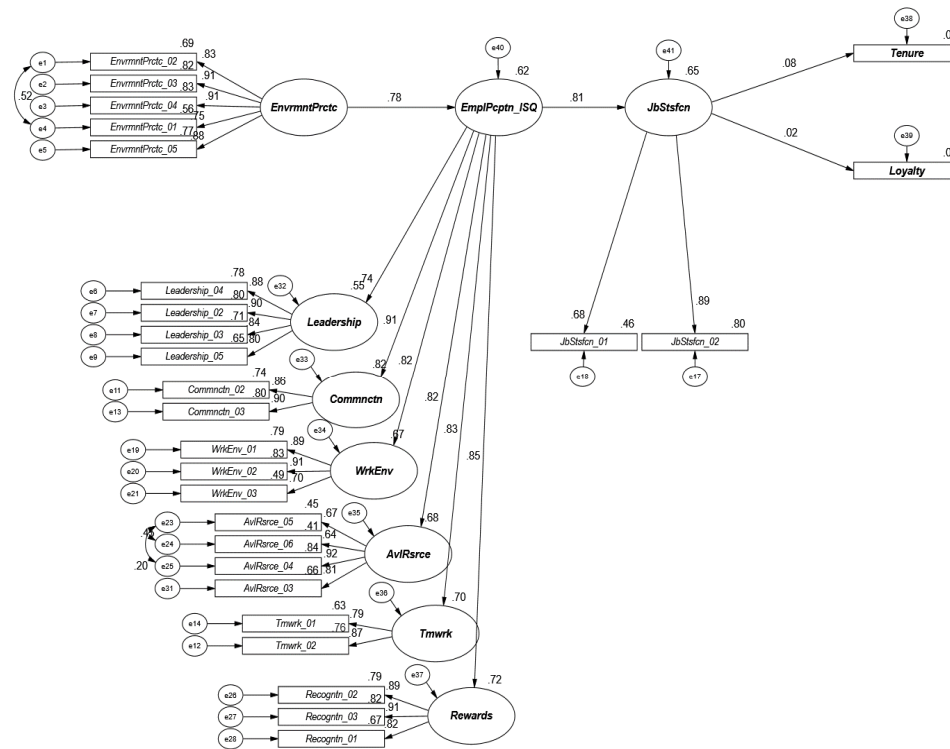 e38
.0
Tenure
.08
e40
.62
e41
.65
.69
e1
EnvrmntPrctc_02
.83
.82
e2
EnvrmntPrctc_03
.91
.83
.52
e3
EnvrmntPrctc_04
.91
.56
e4
EnvrmntPrctc_01
.75
.77
e5
EnvrmntPrctc_05
.88
EnvrmntPrctc
.78
EmplPcptn_ISQ
.81
JbStsfcn
.02
e39
.0
Loyalty
.78
e6
Leadership_04
.88
.80
e7
Leadership_02
.90
.71
e8
Leadership_03
.84
.65
.80
e9
Leadership_05
e32
.55
.74
Leadership
.91
.68
.46
JbStsfcn_01
e18
.89
.80
JbStsfcn_02
e17
.74
e11
Commnctn_02
.86
.80
e13
Commnctn_03
.90
e33
.82
Commnctn
.82
.79
e19
WrkEnv_01
.89
.83
e20
WrkEnv_02
.91
.49
e21
WrkEnv_03
.70
e34
.67
WrkEnv
.82
.83
.85
.45
e23
AvlRsrce_05
.67
.41
e24
AvlRsrce_06
.64
.84
.20
e25
AvlRsrce_04
.92
.66
.81
e31
AvlRsrce_03
e35
.68
AvlRsrce
.63
e14
Tmwrk_01
.79
.76
e12
Tmwrk_02
.87
e36
.70
Tmwrk
.79
e26
Recogntn_02
.89
.82
e27
Recogntn_03
.91
.67
e28
Recogntn_01
.82
e37
.72
Rewards